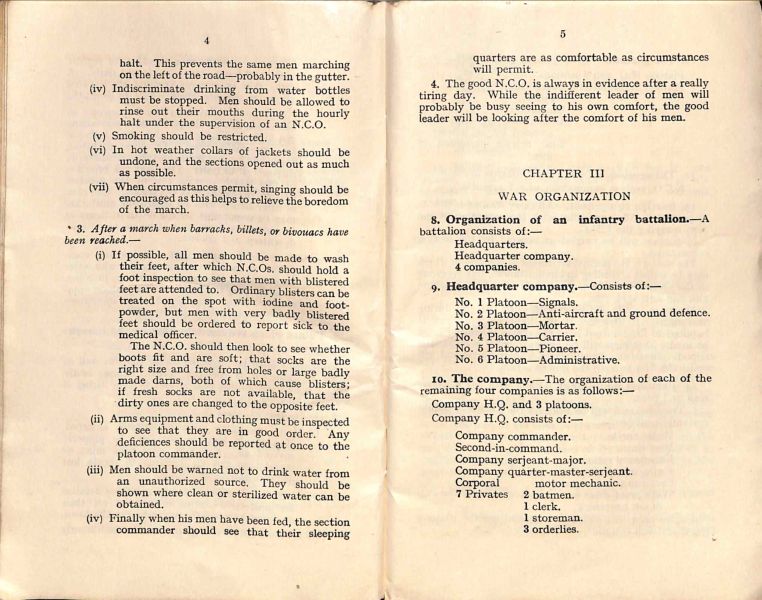 4
halt. This prevents the same men marching
on the left of the road—probably in the gutter.
(iv) Indiscriminate drinking from water bottles
must be stopped. Men should be allowed to
rinse out their mouths during the hourly
halt under the supervision of an N.C.O.
(v) Smoking should be restricted.
(vi) In hot weather collars of jackets should be
undone, and the sections opened out as much
as possible.
(vii) When circumstances permit, singing should be
encouraged as this helps to relieve the boredom
of the march.
3. After a march when barracks, billets, or bivouacs have
been reached.—
(i) If possible, all men should be made to wash
their feet, after which N.C.Os. should hold a
foot inspection to see that men with blistered
feet are attended to. Ordinary blisters can be
treated on the spot with iodine and foot-
powder, but men with very badly blistered
feet should be ordered to report sick to the
medical officer.
The N.C.O. should then look to see whether
boots fit and are soft; that socks are the
right size and free from holes or large badly
made darns, both of which cause blisters;
if fresh socks are not available, that the
dirty ones are changed to the opposite feet.
(ii) Arms equipment and clothing must be inspected
to see that they are in good order. Any
deficiences should be reported at once to the
platoon commander.
(iii) Men should be warned not to drink water from
an unauthorized source. They should be
shown where clean or sterilized water can be
obtained.
(iv) Finally when his men have been fed, the section
commander should see that their sleeping
5
quarters are as comfortable as circumstances
will permit.
4. The good N.C.O. is always in evidence after a really
tiring day. While the indifferent leader of men will
probably be busy seeing to his own comfort, the good
leader will be looking after the comfort of his men.
CHAPTER III
WAR ORGANIZATION
8. Organization of an infantry battalion.—A
battalion consists of:—
Headquarters.
Headquarter company.
4 companies.
9. Headquarter company.—Consists of:—
No. 1 Platoon—Signals.
No. 2 Platoon—Anti-aircraft and ground defence.
No. 3 Platoon—Mortar.
No. 4 Platoon—Carrier.
No. 5 Platoon—Pioneer.
No. 6 Platoon—Administrative.
10. The company.—The organization of each of the
remaining four companies is as follows:—
Company H.Q. and 3 platoons.
Company H.Q. consists of:—
Company commander.
Second-in-command.
Company serjeant-major.
Company quarter-master-serjeant.
Corporal motor mechanic.
7 Privates 2 batmen.
1 clerk.
1 storeman.
3 orderlies.